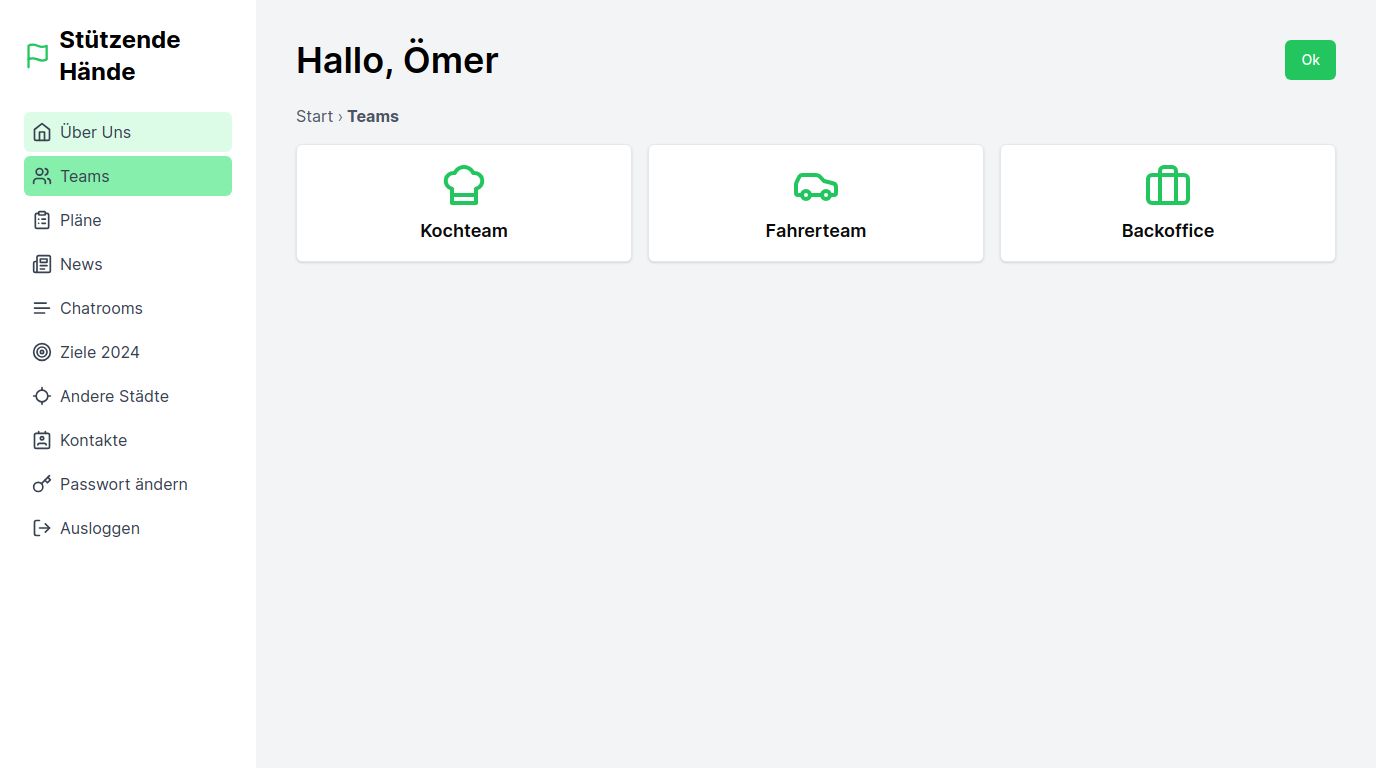 Stützende
Hände
Über Uns
Teams
Pläne
News
Chatrooms
Ziele 2024
Andere Städte
Kontakte
Passwort ändern
Ausloggen
Hallo, Ömer
Ok
Start › Teams
Kochteam
Fahrerteam
Backoffice